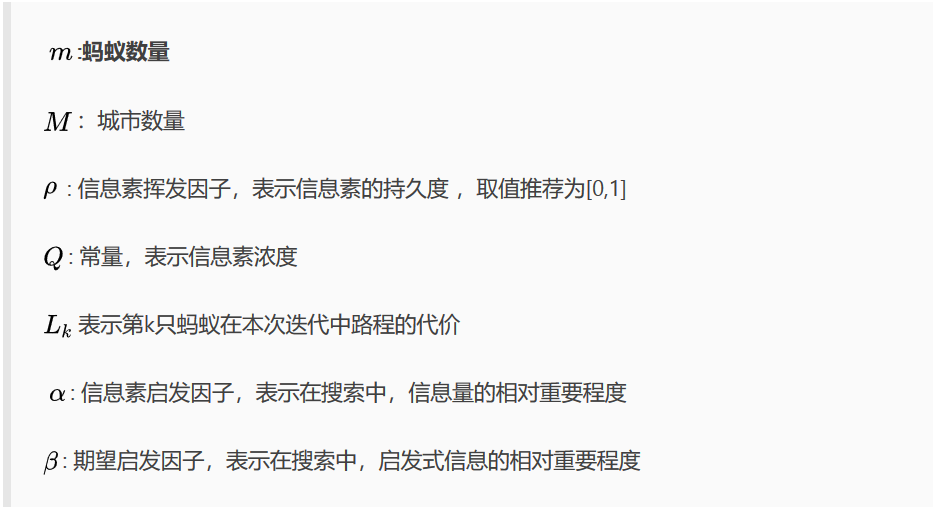 m:蚂蚁数量
M： 城市数量
ρ : 信息素挥发因子，表示信息素的持久度 ，取值推荐为[0,1]
Q: 常量，表示信息素浓度
L_k 表示第k只蚂蚁在本次迭代中路程的代价
α: 信息素启发因子，表示在搜索中，信息量的相对重要程度
β: 期望启发因子，表示在搜索中，启发式信息的相对重要程度